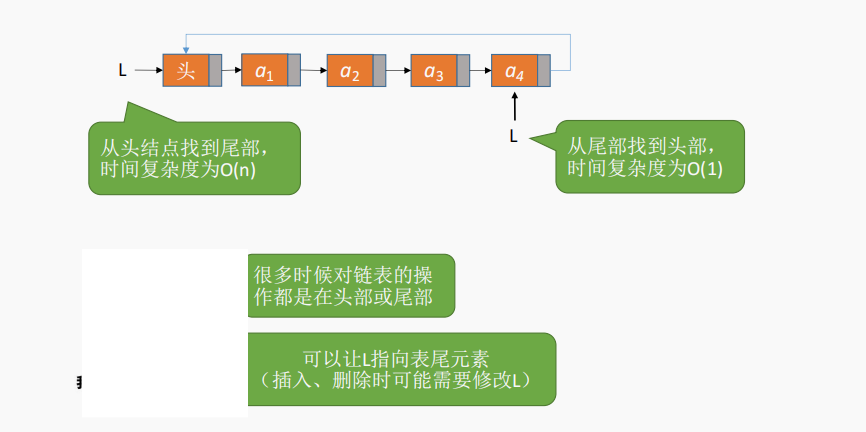 L 头 a1 a2 a3 a4
L
从头结点找到尾部，
时间复杂度为O(n)
从尾部找到头部，
时间复杂度为O(1)
很多时候对链表的操
作都是在头部或尾部
可以让L指向表尾元素
（插入、删除时可能需要修改L）